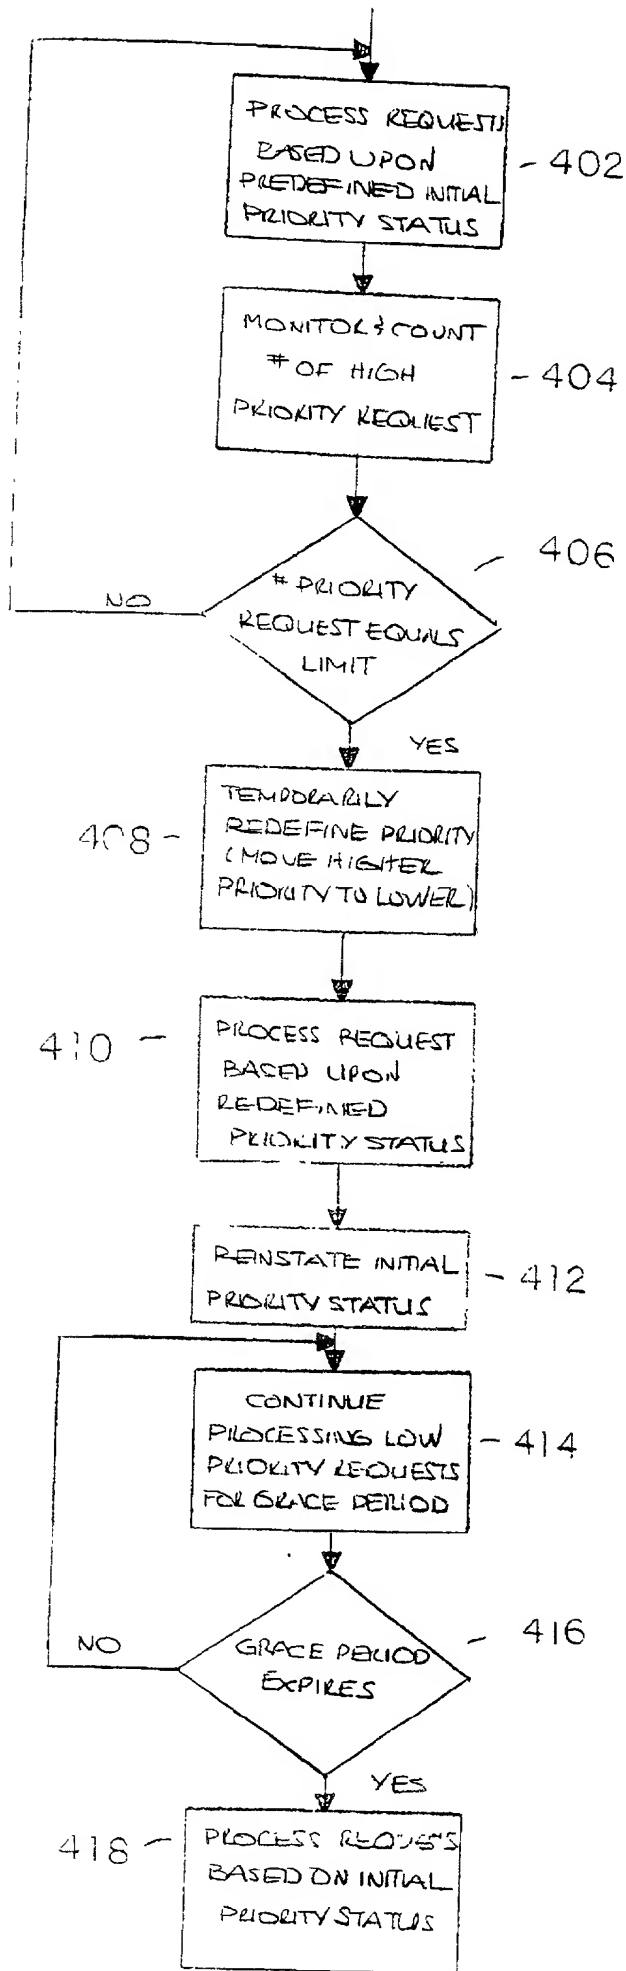 PROCESS REQUESTS
BASED UPON
PREDEFINED INITIAL
PRIORITY STATUS
- 402
MONITOR & COUNT
# OF HIGH
PRIORITY REQUEST
- 404
# PRIORITY
REQUEST EQUALS
LIMIT
- 406
NO
YES
TEMPORARILY
REDEFINE PRIORITY
(MOVE HIGHER
PRIORITY TO LOWER)
408 -
PROCESS REQUEST
BASED UPON
REDEFINED
PRIORITY STATUS
410 -
REINSTATE INITIAL
PRIORITY STATUS
- 412
CONTINUE
PROCESSING LOW
PRIORITY REQUESTS
FOR GRACE PERIOD
- 414
GRACE PERIOD
EXPIRES
- 416
NO
YES
PROCESS REQUESTS
BASED ON INITIAL
PRIORITY STATUS
418 -